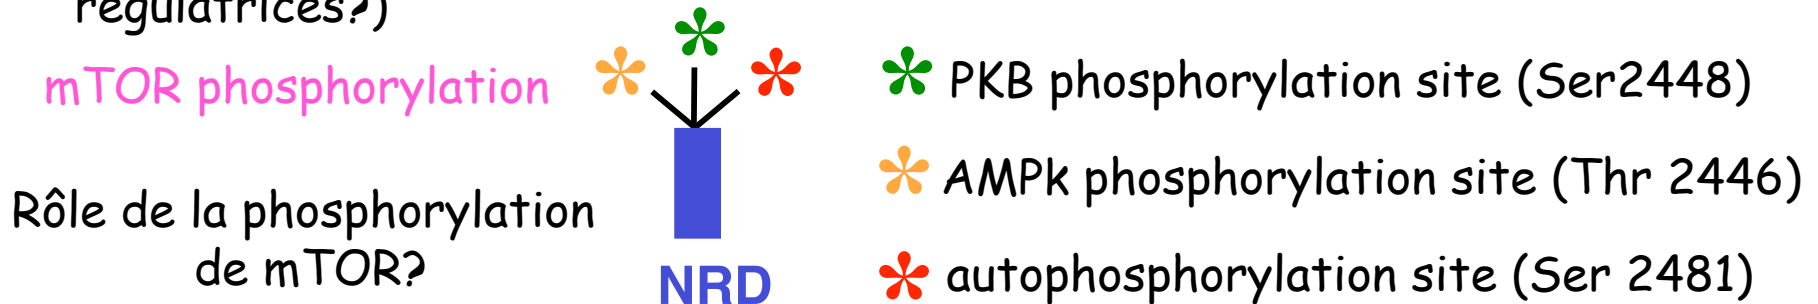 régulatrices?)
mTOR phosphorylation
Rôle de la phosphorylation
de mTOR?
NRD
* PKB phosphorylation site (Ser2448)
* AMPk phosphorylation site (Thr 2446)
* autophosphorylation site (Ser 2481)